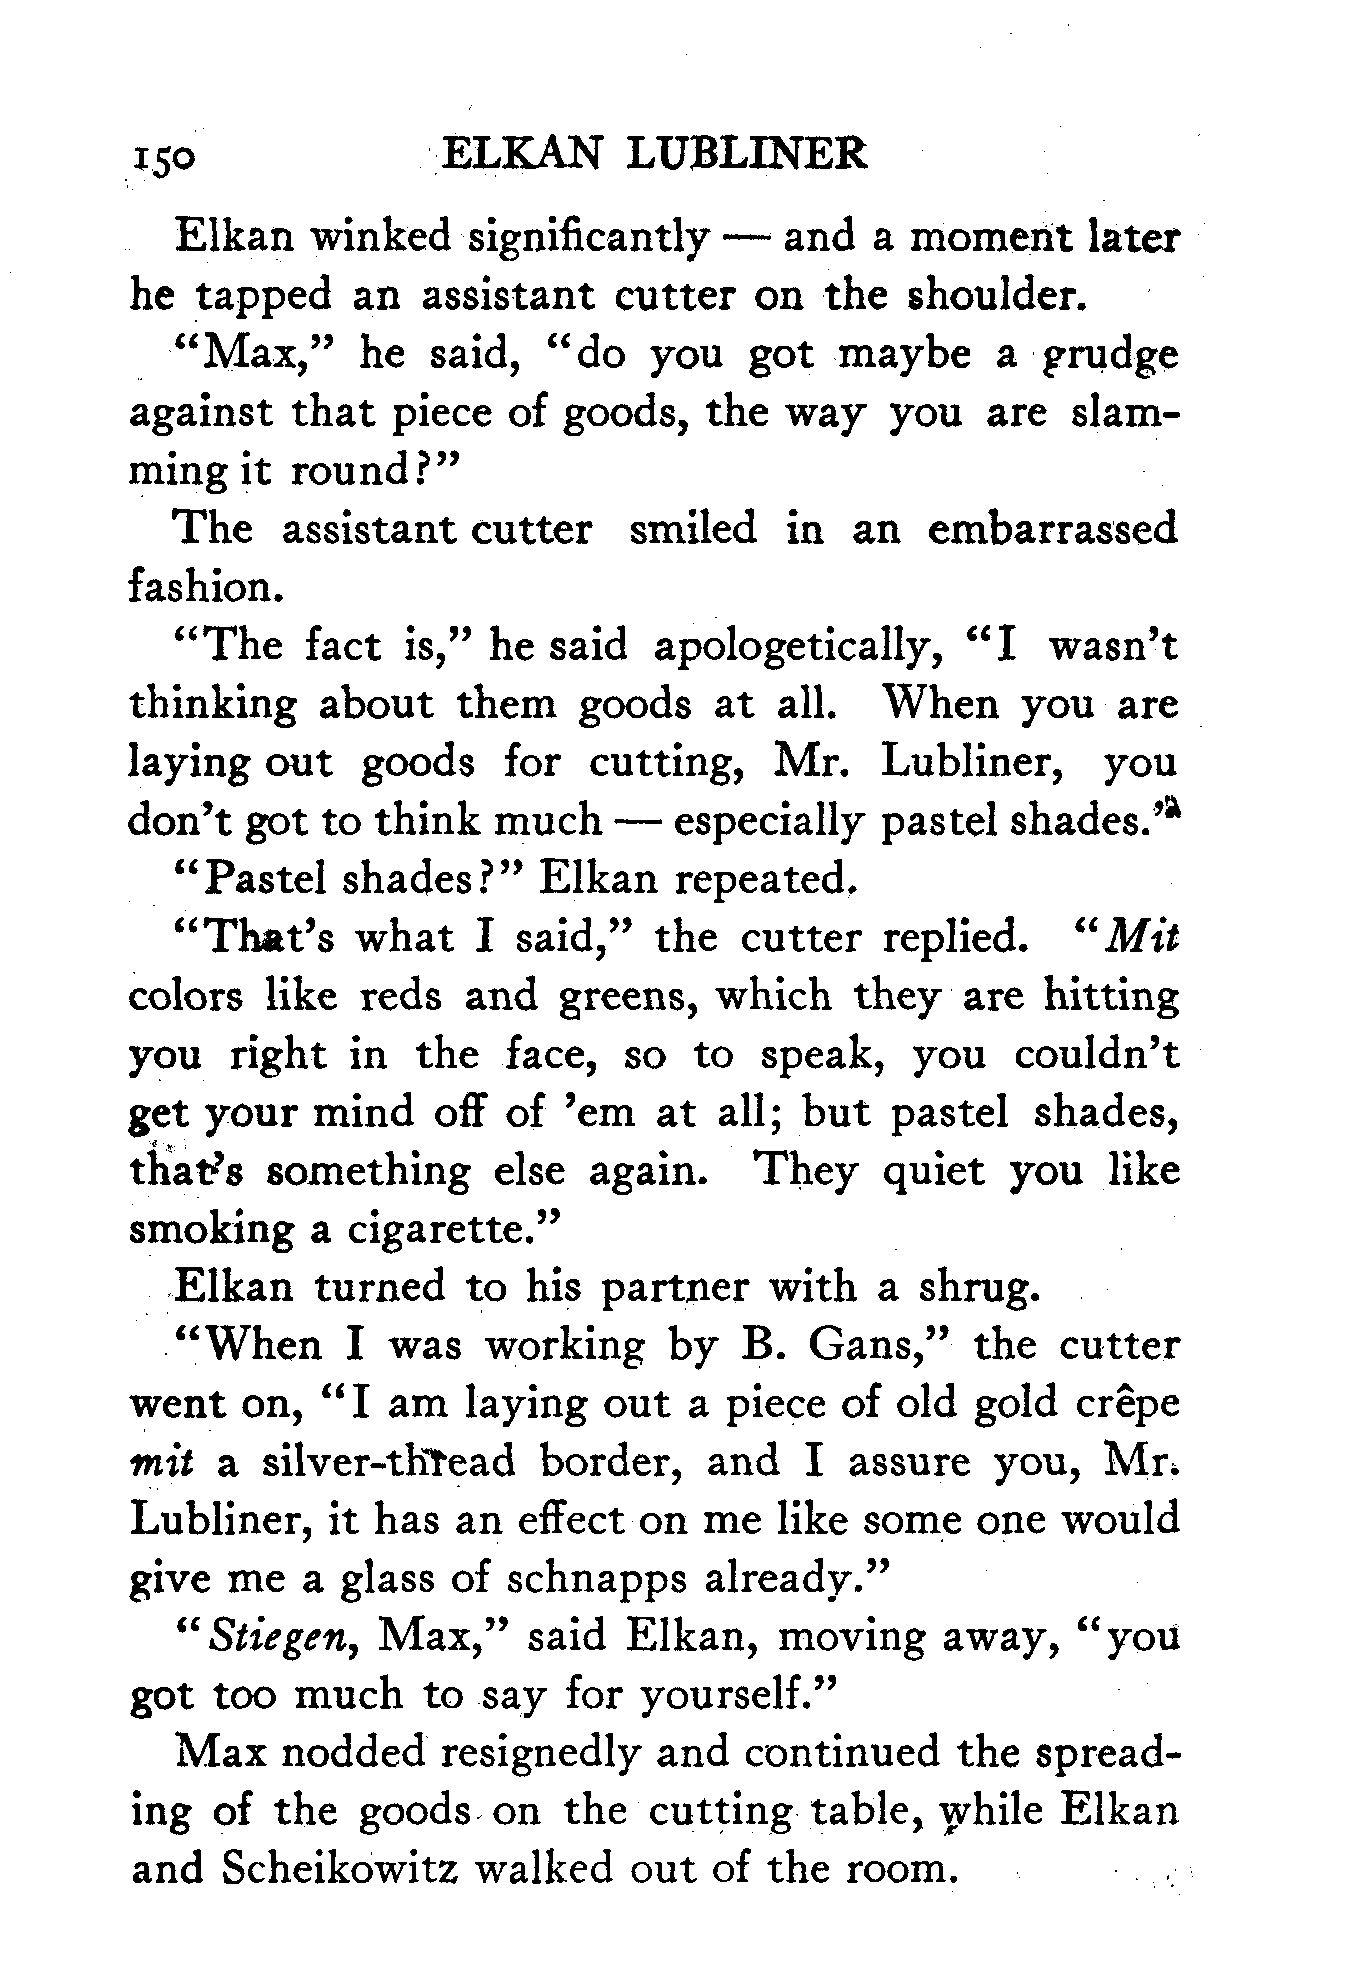 150 ELKAN LUBLINER
Elkan winked significantly — and a moment later
he tapped an assistant cutter on the shoulder.
“Max,” he said, “do you got maybe a grudge
against that piece of goods, the way you are slam-
ming it round?”
The assistant cutter smiled in an embarrassed
fashion.
“The fact is,” he said apologetically, “I wasn’t
thinking about them goods at all. When you are
laying out goods for cutting, Mr. Lubliner, you
don’t got to think much — especially pastel shades.”
“Pastel shades?” Elkan repeated.
“That’s what I said,” the cutter replied. “Mit
colors like reds and greens, which they are hitting
you right in the face, so to speak, you couldn’t
get your mind off of ’em at all; but pastel shades,
that’s something else again. They quiet you like
smoking a cigarette.”
Elkan turned to his partner with a shrug.
“When I was working by B. Gans,” the cutter
went on, “I am laying out a piece of old gold crêpe
mit a silver-thread border, and I assure you, Mr.
Lubliner, it has an effect on me like some one would
give me a glass of schnapps already.”
“Stiegen, Max,” said Elkan, moving away, “you
got too much to say for yourself.”
Max nodded resignedly and continued the spread-
ing of the goods on the cutting table, while Elkan
and Scheikowitz walked out of the room.